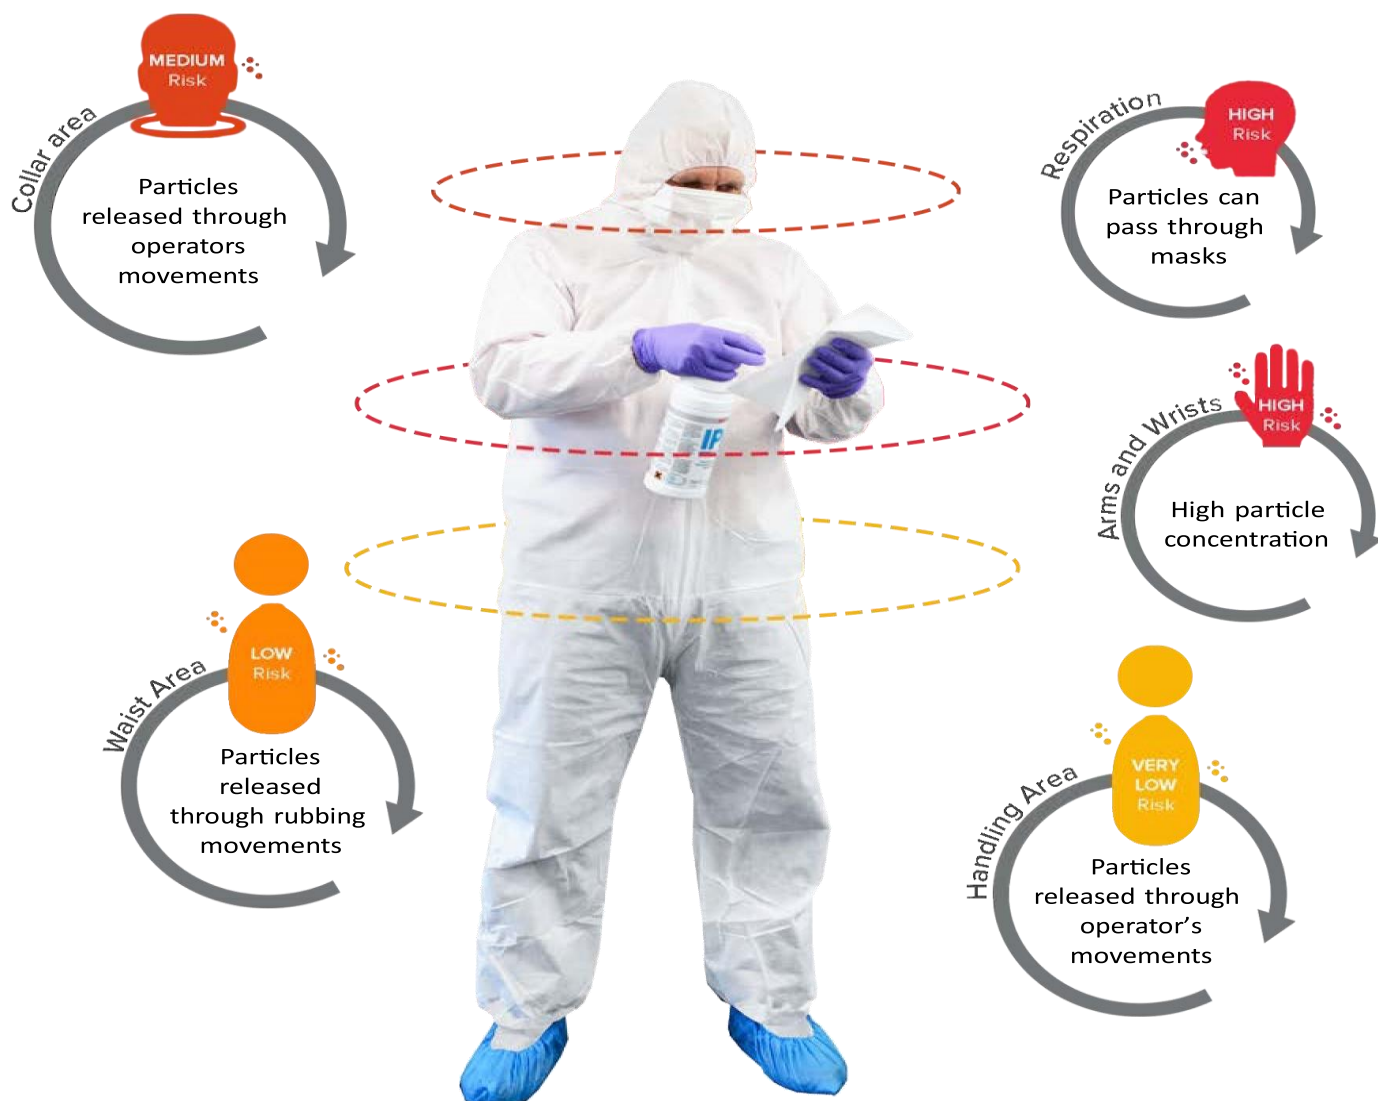 MEDIUM
Risk
Collar area
Particles
released through
operators
movements
Respiration
HIGH
Risk
Particles can
pass through
masks
Arms and Wrists
HIGH
Risk
High particle
concentration
IP
Waist Area
LOW
Risk
Particles
released
through rubbing
movements
Handling Area
VERY
LOW
Risk
Particles
released through
operator’s
movements